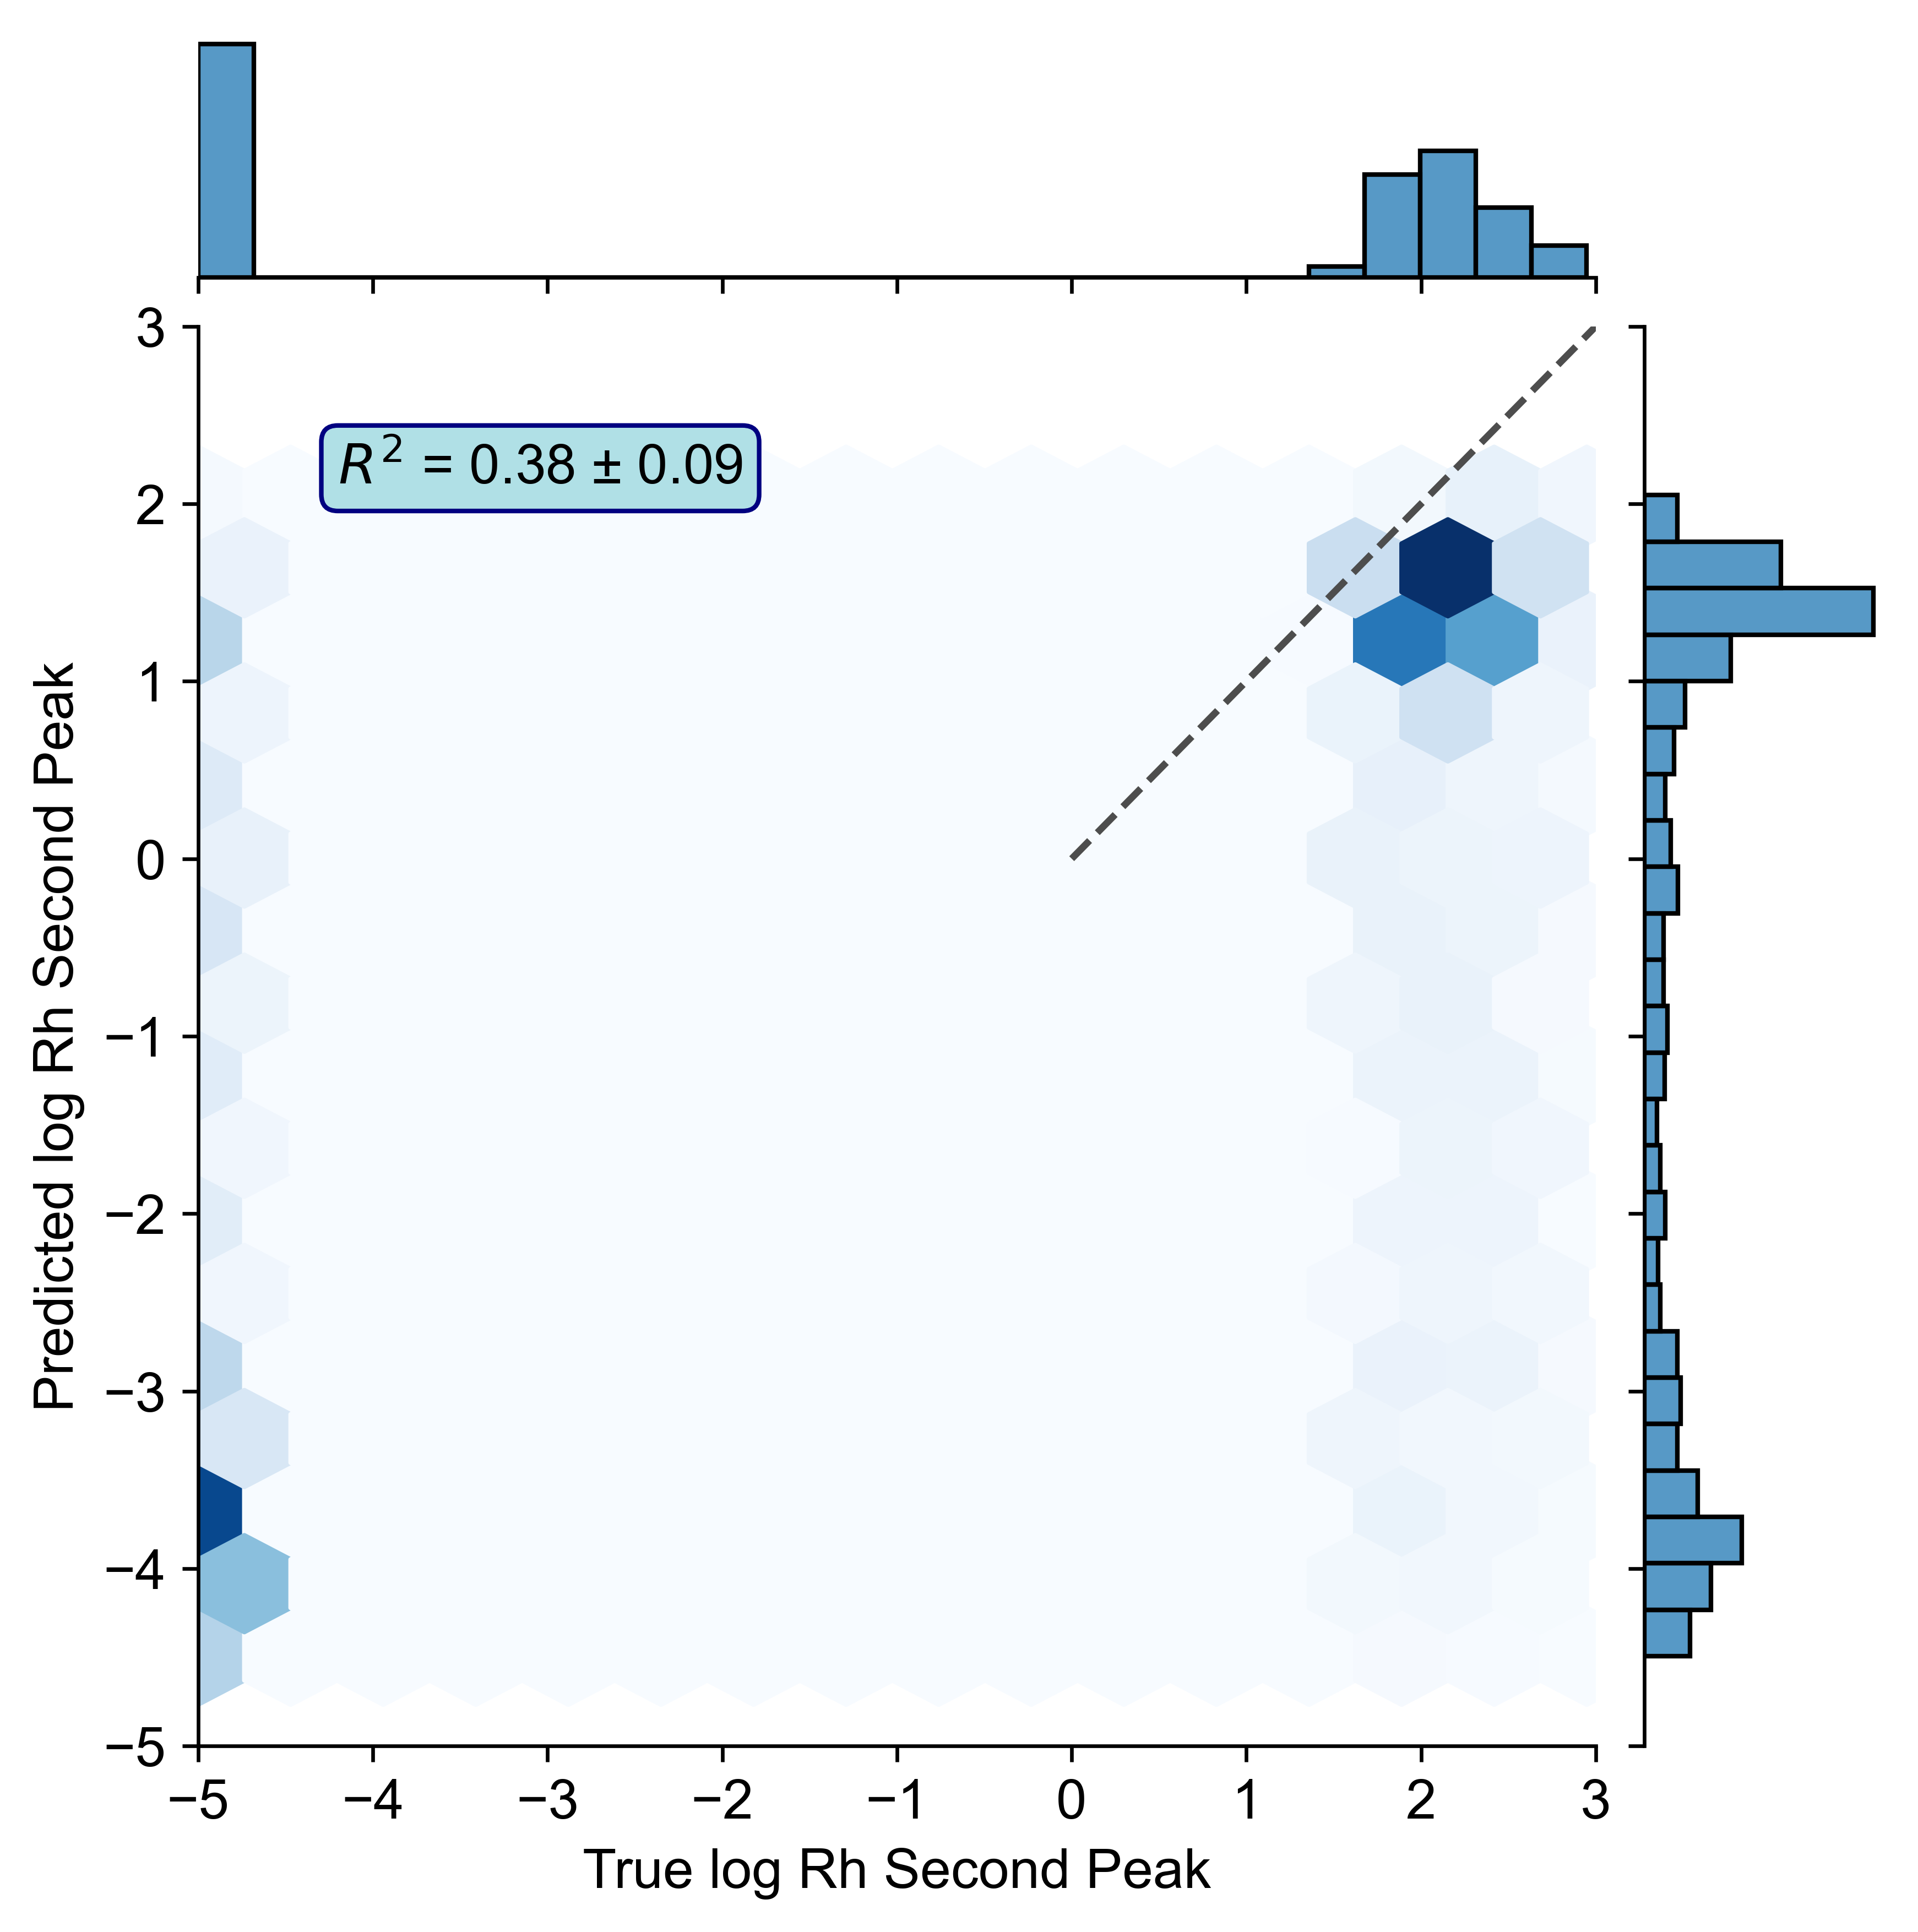 3
R² = 0.38 ± 0.09
2
1
0
−1
−2
−3
−4
−5
Predicted log Rh Second Peak
−5 −4 −3 −2 −1 0 1 2 3
True log Rh Second Peak